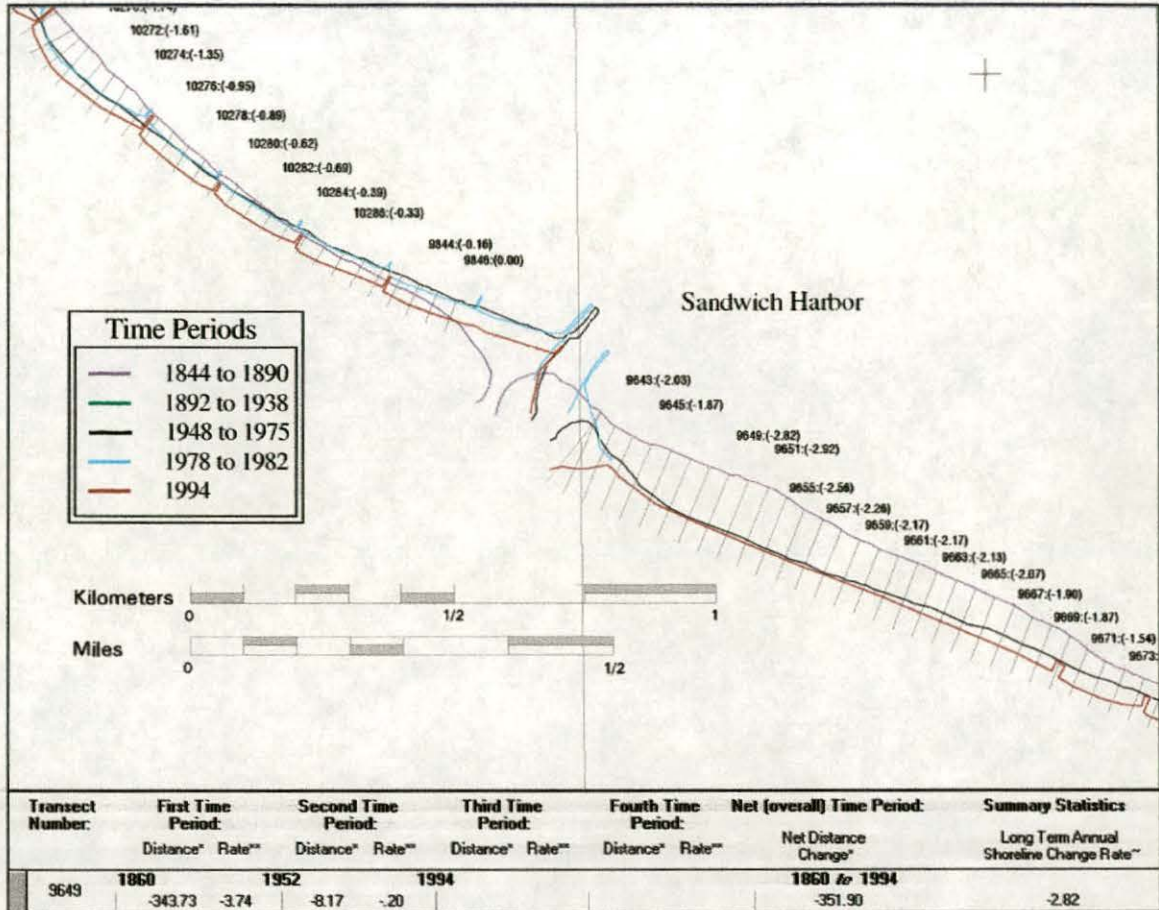 10272:(-1.61)
10274:(-1.35)
10276:(-0.95)
10278:(-0.89)
10280:(-0.62)
10282:(-0.69)
10284:(-0.39)
10286:(-0.33)
9844:(-0.16)
9846:(0.00)
Sandwich Harbor
Time Periods
1844 to 1890
1892 to 1938
1948 to 1975
1978 to 1982
1994
9643:(-2.03)
9645:(-1.87)
9649:(-2.82)
9651:(-2.92)
9655:(-2.56)
9657:(-2.26)
9659:(-2.17)
9661:(-2.17)
9663:(-2.13)
9665:(-2.07)
9667:(-1.90)
9669:(-1.87)
9671:(-1.54)
9673:
Kilometers
0 1/2 1
Miles
0 1/2
Transect First Time Second Time Third Time Fourth Time Net (overall) Time Period: Summary Statistics
Number: Period: Period: Period: Period:
Distance* Rate** Distance* Rate** Distance* Rate** Distance* Rate** Net Distance Long Term Annual
Change* Shoreline Change Rate~
1860 1952 1994 1860 to 1994
9649 -343.73 -3.74 -8.17 -.20 -351.90 -2.82